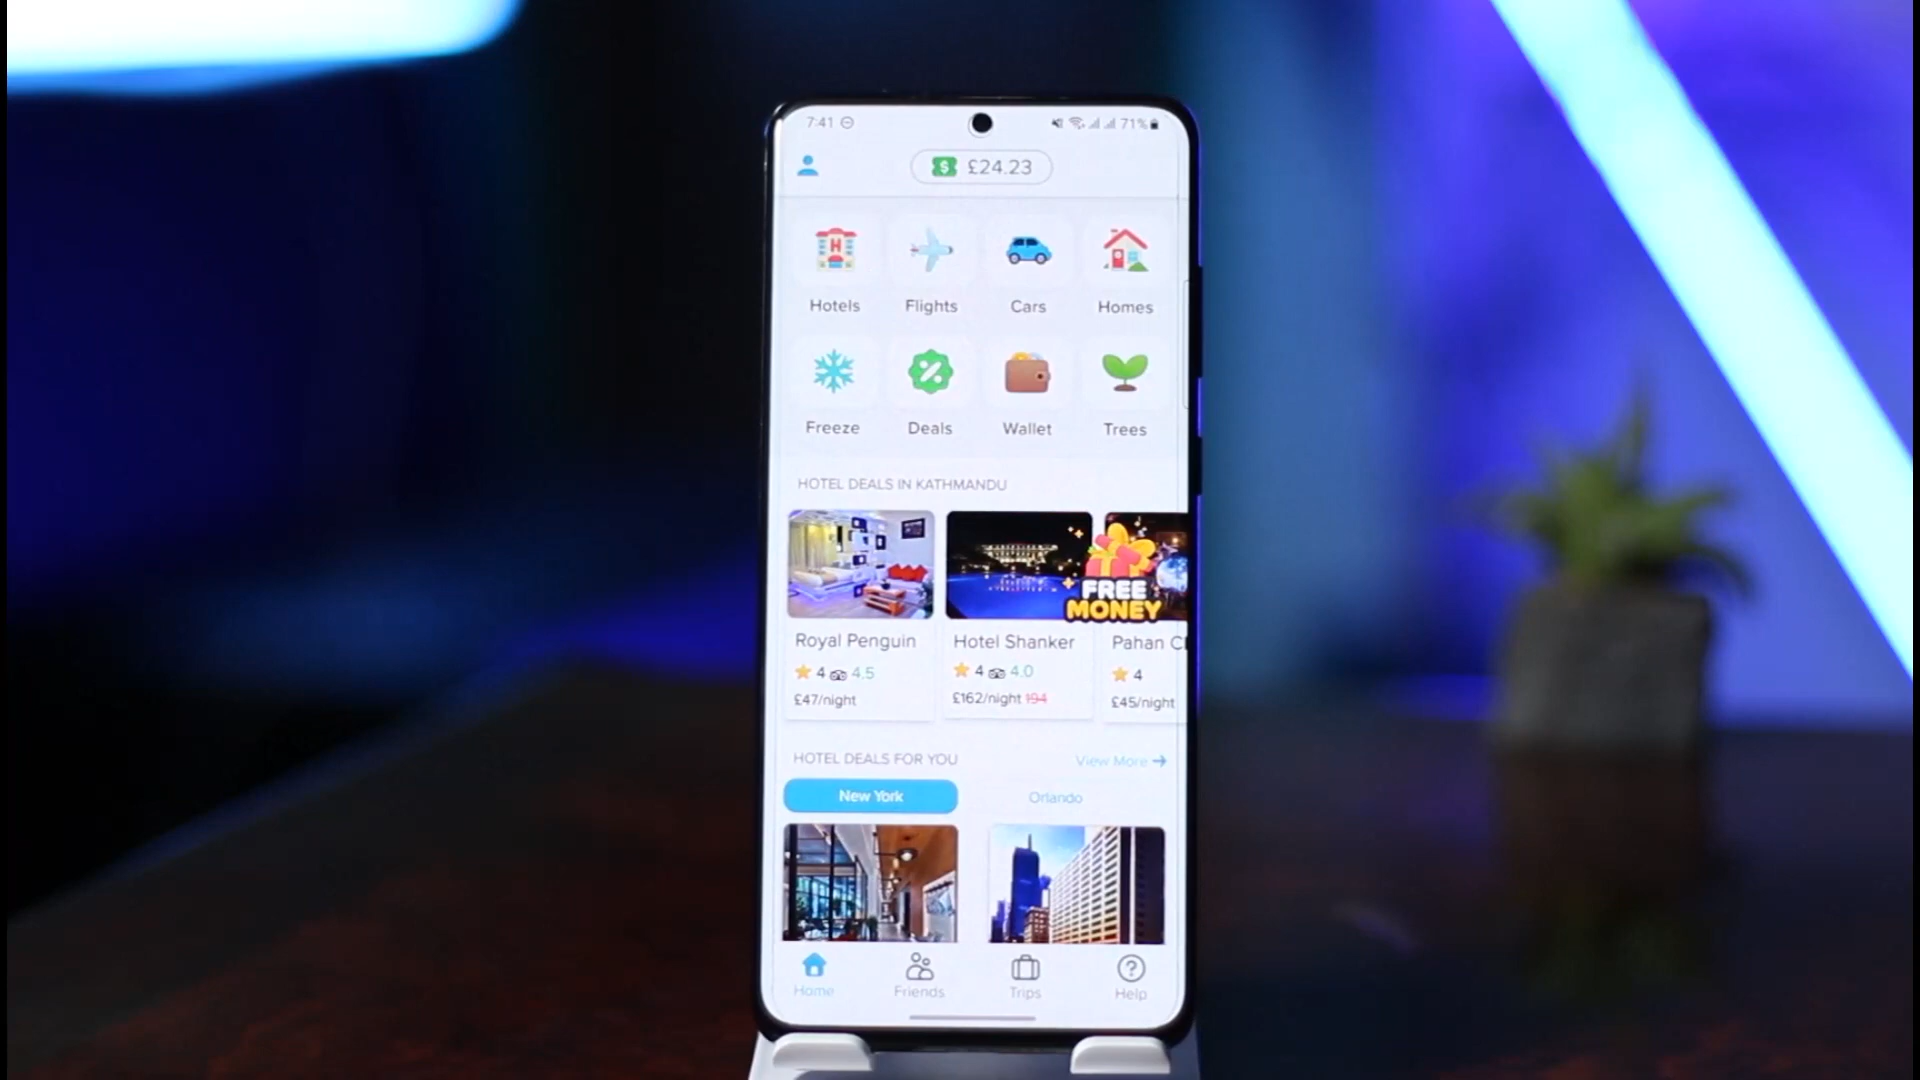 7:41 71%
$ £24.23
H
Hotels Flights Cars Homes
Freeze Deals Wallet Trees
HOTEL DEALS IN KATHMANDU
FREE
MONEY
Royal Penguin Hotel Shanker Pahan C
4 4.5 4 4.0 4
£47/night £162/night 194 £45/night
HOTEL DEALS FOR YOU View More →
New York Orlando
Home Friends Trips ? Help